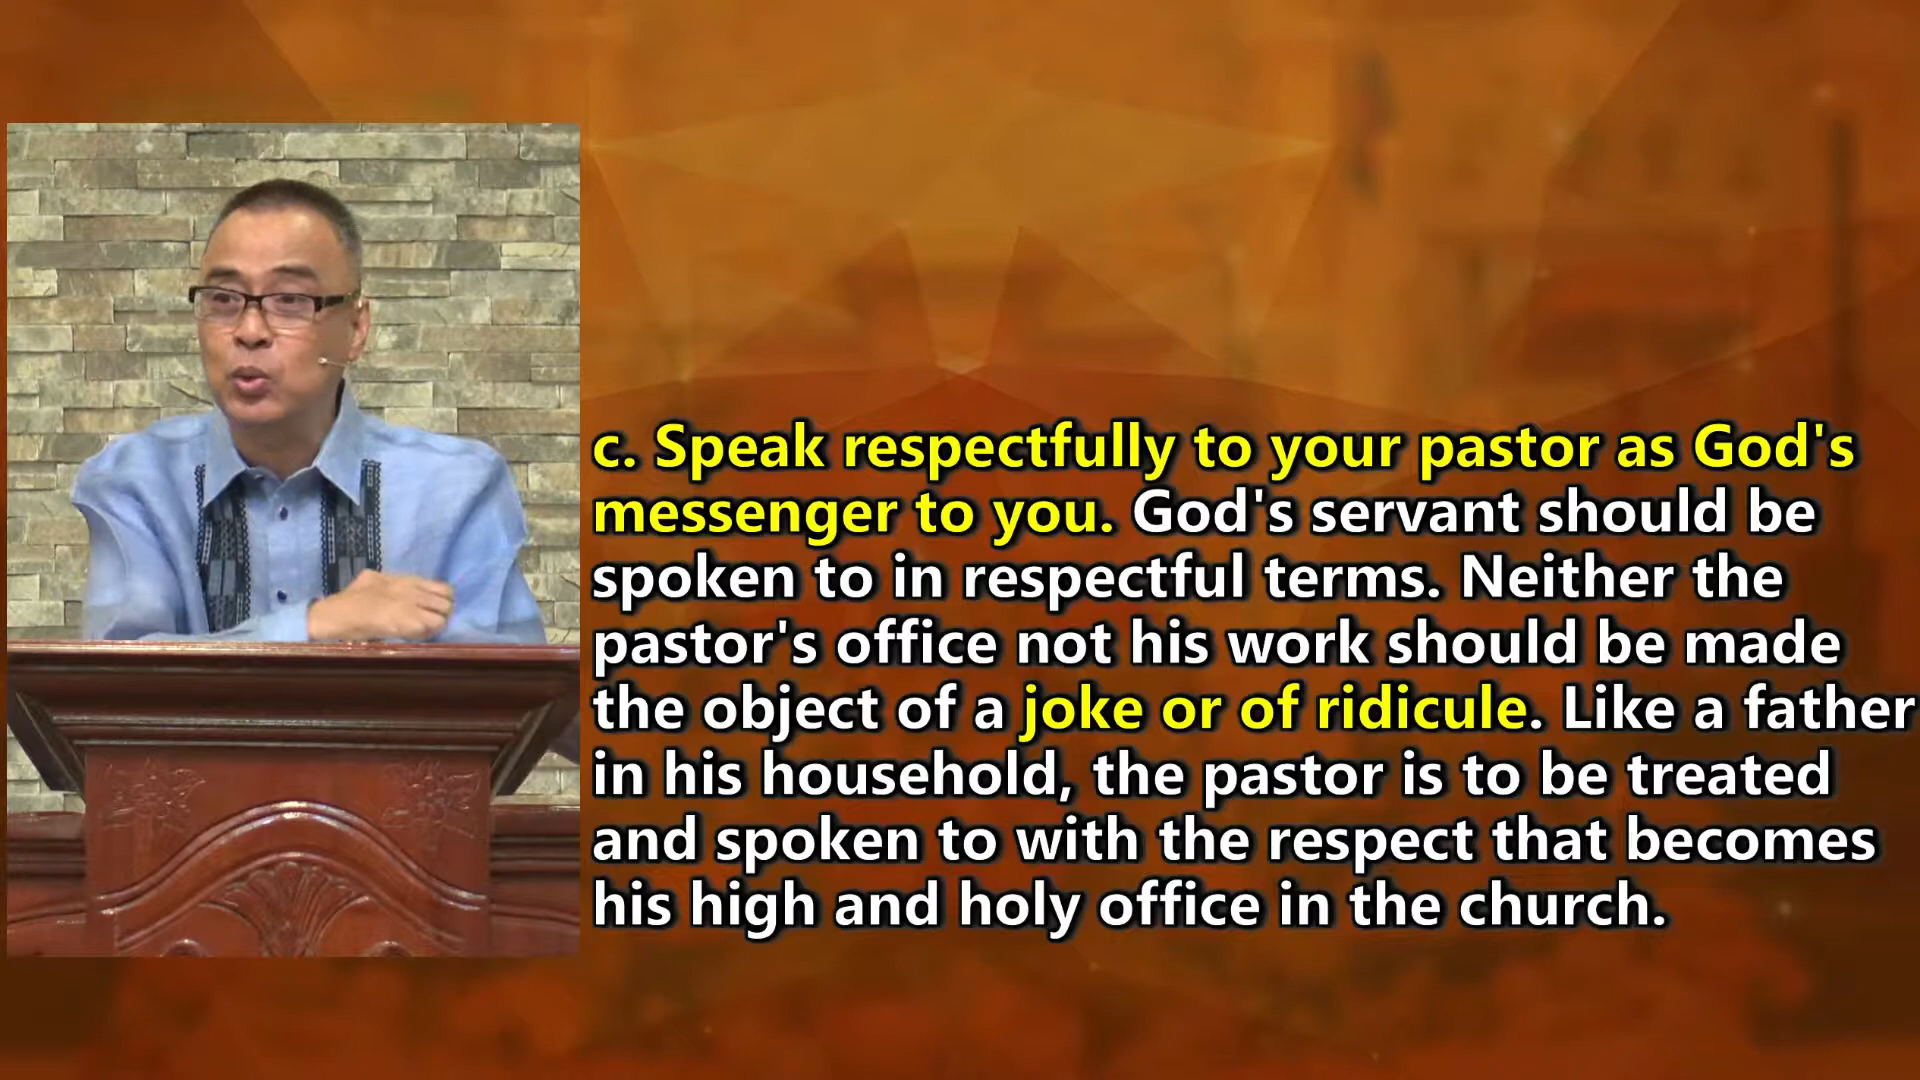 c. Speak respectfully to your pastor as God's
messenger to you. God's servant should be
spoken to in respectful terms. Neither the
pastor's office not his work should be made
the object of a joke or of ridicule. Like a father
in his household, the pastor is to be treated
and spoken to with the respect that becomes
his high and holy office in the church.